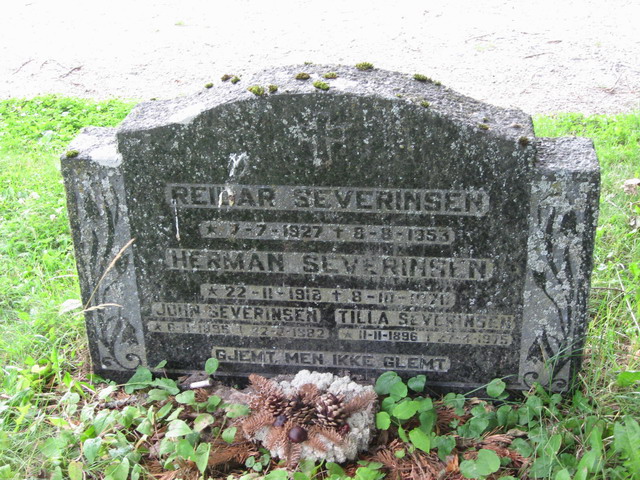 REIDAR SEVERINSEN
* 7-7-1927 + 8-8-1953
HERMAN SEVERINSEN
* 22-11-1918 + 8-10-1971
JOHN SEVERINSEN
TILLA SEVERINSEN
* 11-11-1896
GJEMT, MEN IKKE GLEMT